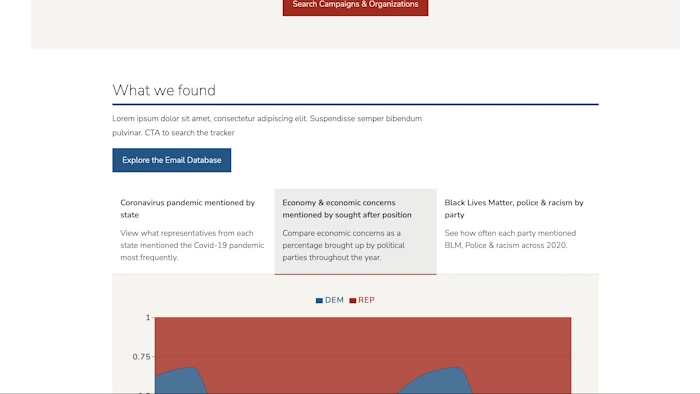 Search Campaigns & Organizations
What we found
Lorem ipsum dolor sit amet, consectetur adipiscing elit. Suspendisse semper bibendum
pulvinar. CTA to search the tracker
Explore the Email Database
Coronavirus pandemic mentioned by
state
View what representatives from each
state mentioned the Covid-19 pandemic
most frequently.
Economy & economic concerns
mentioned by sought after position
Compare economic concerns as a
percentage brought up by political
parties throughout the year.
Black Lives Matter, police & racism by
party
See how often each party mentioned
BLM, Police & racism across 2020.
DEM REP
1
0.75